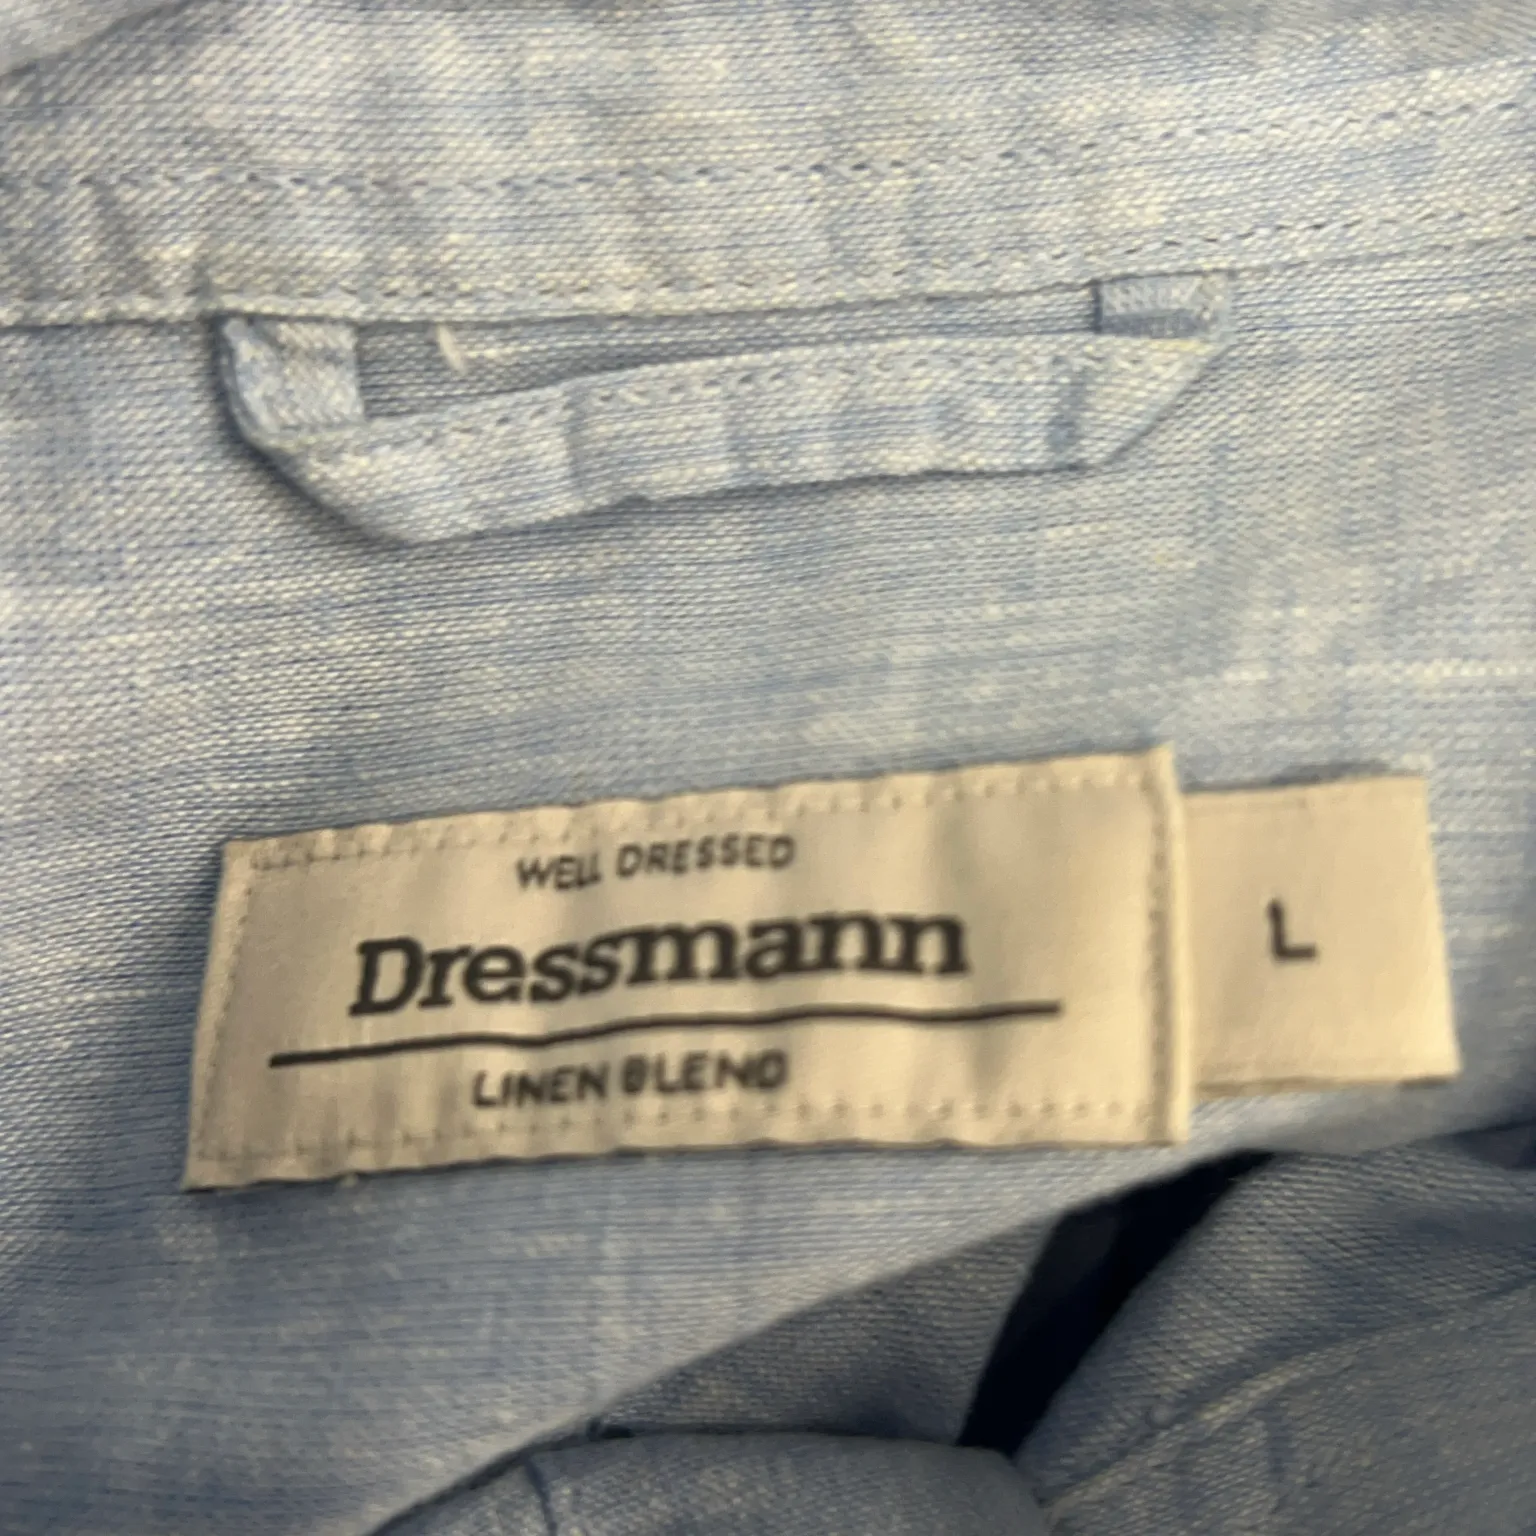 WELL DRESSED
Dressmann
LINEN BLEND
L